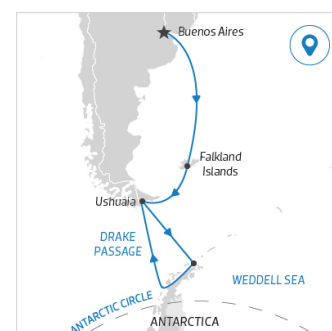 Buenos Aires
Falkland
Islands
Ushuaia
DRAKE
PASSAGE
WEDDELL SEA
ANTARCTIC CIRCLE
ANTARCTICA